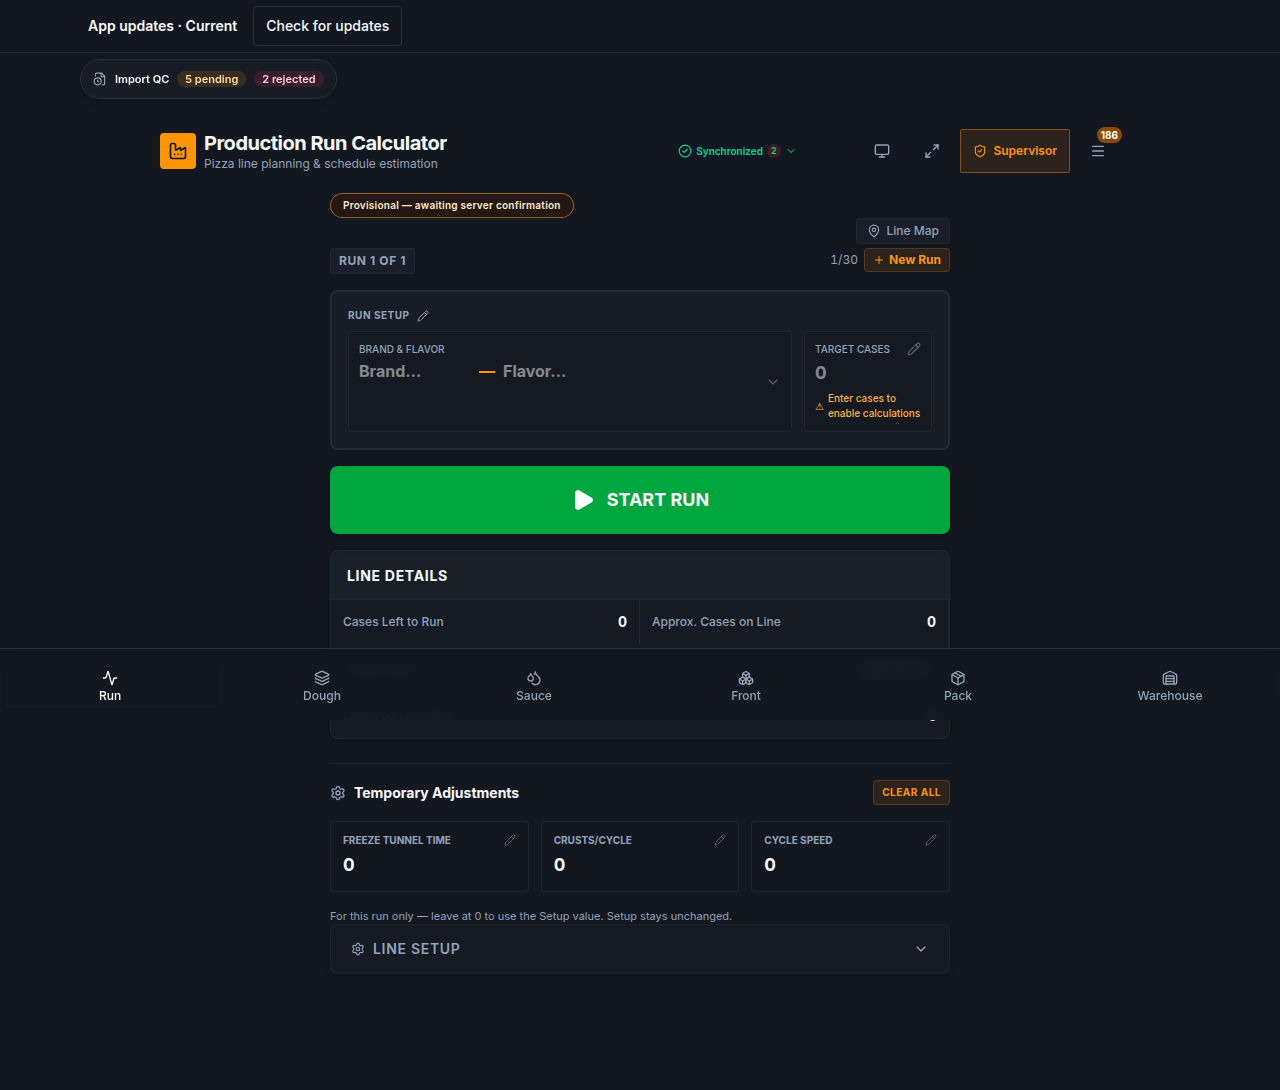 App updates · Current
Check for updates
Import QC
5 pending
2 rejected
Production Run Calculator
Pizza line planning & schedule estimation
Synchronized 2
Supervisor
186
Provisional — awaiting server confirmation
Line Map
RUN 1 OF 1
1/30
+ New Run
RUN SETUP
BRAND & FLAVOR
Brand...
—
Flavor...
TARGET CASES
0
⚠ Enter cases to
enable calculations
START RUN
LINE DETAILS
Cases Left to Run
0
Approx. Cases on Line
0
Run
Dough
Sauce
Front
Pack
Warehouse
Temporary Adjustments
CLEAR ALL
FREEZE TUNNEL TIME
0
CRUSTS/CYCLE
0
CYCLE SPEED
0
For this run only — leave at 0 to use the Setup value. Setup stays unchanged.
LINE SETUP